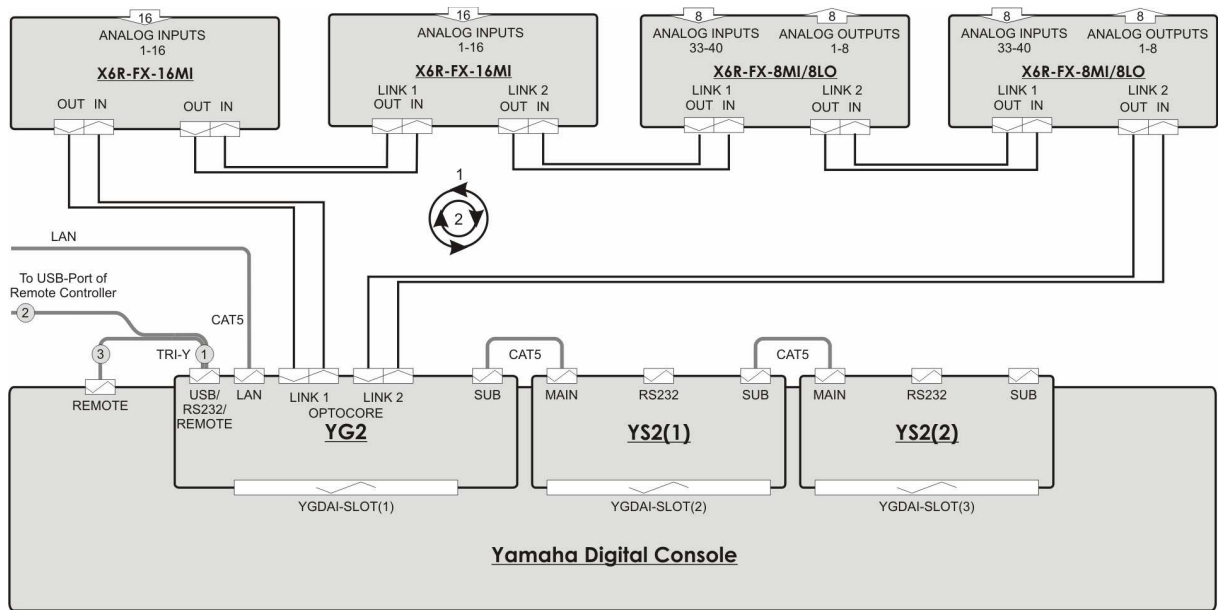 16
ANALOG INPUTS
1-16
X6R-FX-16MI
OUT IN
OUT IN
16
ANALOG INPUTS
1-16
X6R-FX-16MI
LINK 1
OUT IN
LINK 2
OUT IN
8
8
ANALOG INPUTS
33-40
ANALOG OUTPUTS
1-8
X6R-FX-8MI/8LO
LINK 1
OUT IN
LINK 2
OUT IN
8
8
ANALOG INPUTS
33-40
ANALOG OUTPUTS
1-8
X6R-FX-8MI/8LO
LINK 1
OUT IN
LINK 2
OUT IN
1
2
LAN
To USB-Port of
Remote Controller
2
CAT5
3
TRI-Y
1
CAT5
CAT5
REMOTE
USB/
RS232/
REMOTE
LAN
LINK 1
LINK 2
OPTOCORE
SUB
YG2
MAIN
RS232
SUB
YS2(1)
MAIN
RS232
SUB
YS2(2)
YGDAI-SLOT(1)
YGDAI-SLOT(2)
YGDAI-SLOT(3)
Yamaha Digital Console